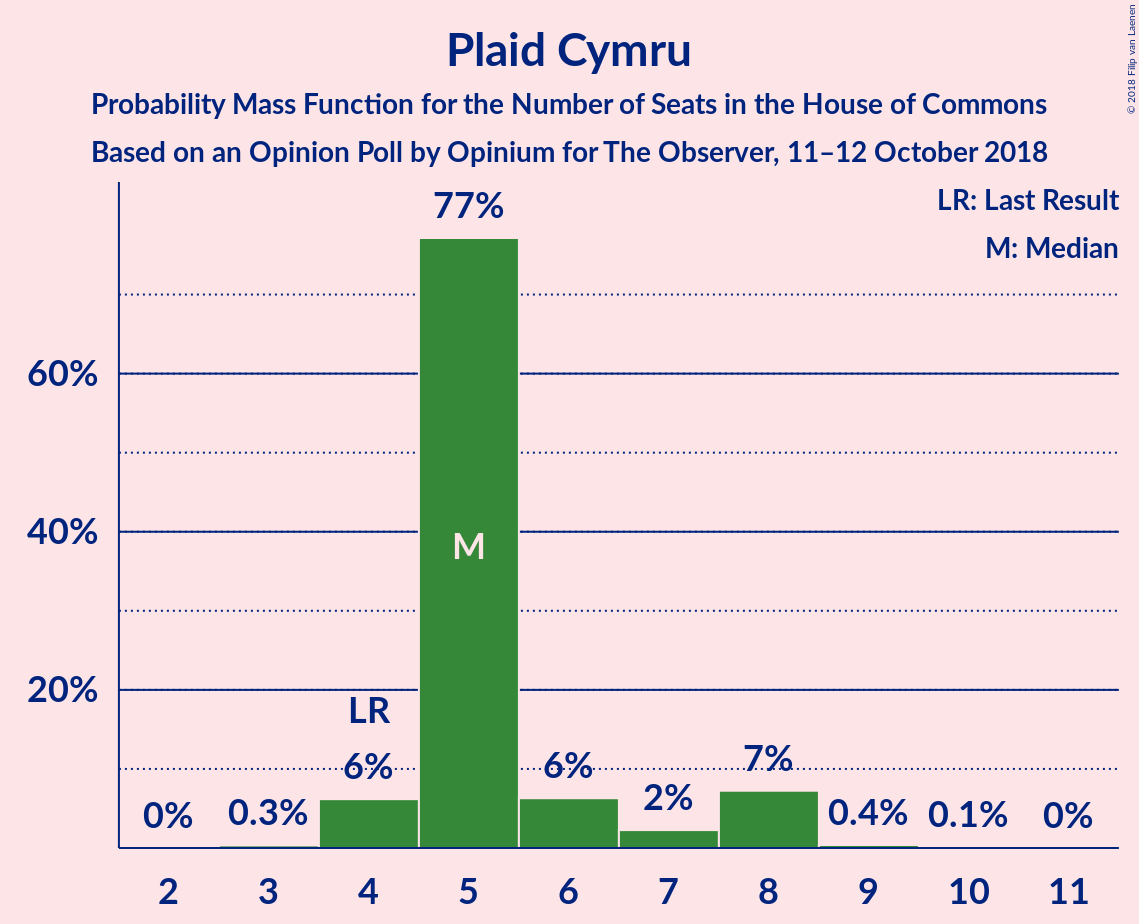 Plaid Cymru
Probability Mass Function for the Number of Seats in the House of Commons
Based on an Opinion Poll by Opinium for The Observer, 11–12 October 2018
© 2018 Filip van Laenen
LR: Last Result
M: Median
77%
60%
40%
20%
M
LR
0%
0.3%
6%
6%
2%
7%
0.4%
0.1%
0%
2
3
4
5
6
7
8
9
10
11